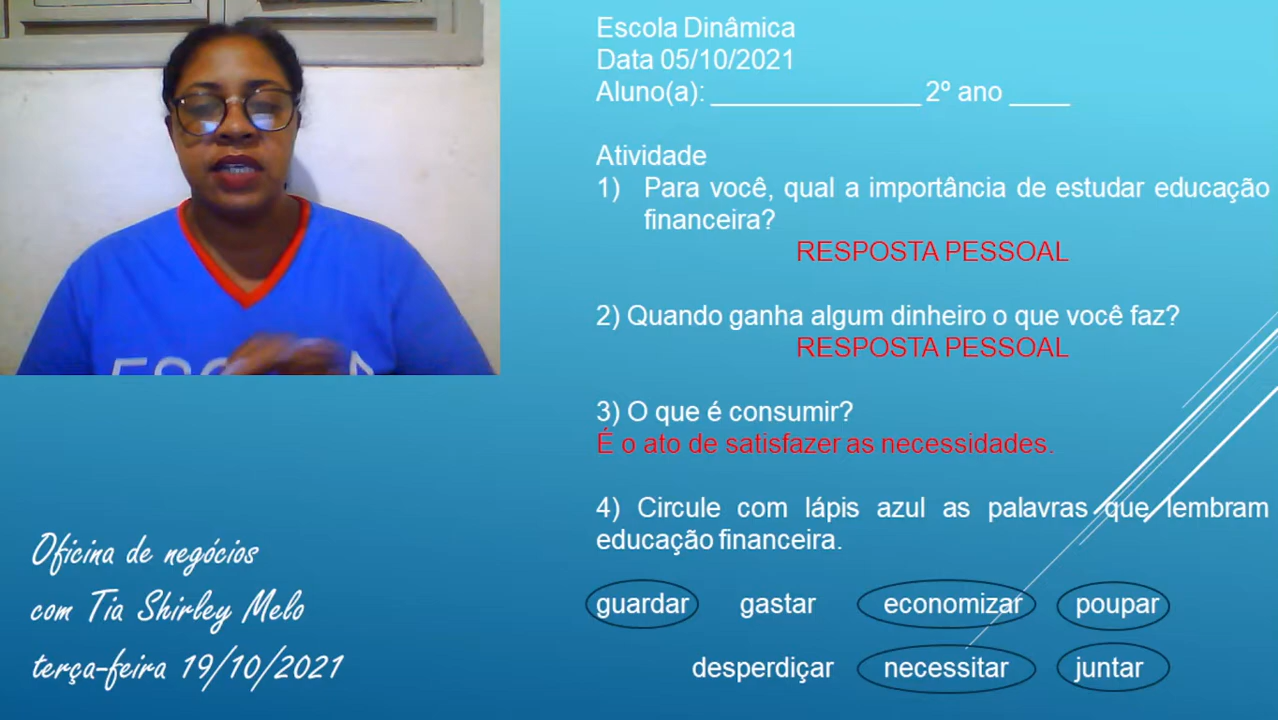 Escola Dinâmica
Data 05/10/2021
Aluno(a): _______________ 2º ano ____
Atividade
1) Para você, qual a importância de estudar educação
financeira?
RESPOSTA PESSOAL
2) Quando ganha algum dinheiro o que você faz?
RESPOSTA PESSOAL
3) O que é consumir?
É o ato de satisfazer as necessidades.
4) Circule com lápis azul as palavras que lembram
educação financeira.
guardar gastar economizar poupar
desperdiçar necessitar juntar
Oficina de negócios
com Tia Shirley Melo
terça-feira 19/10/2021